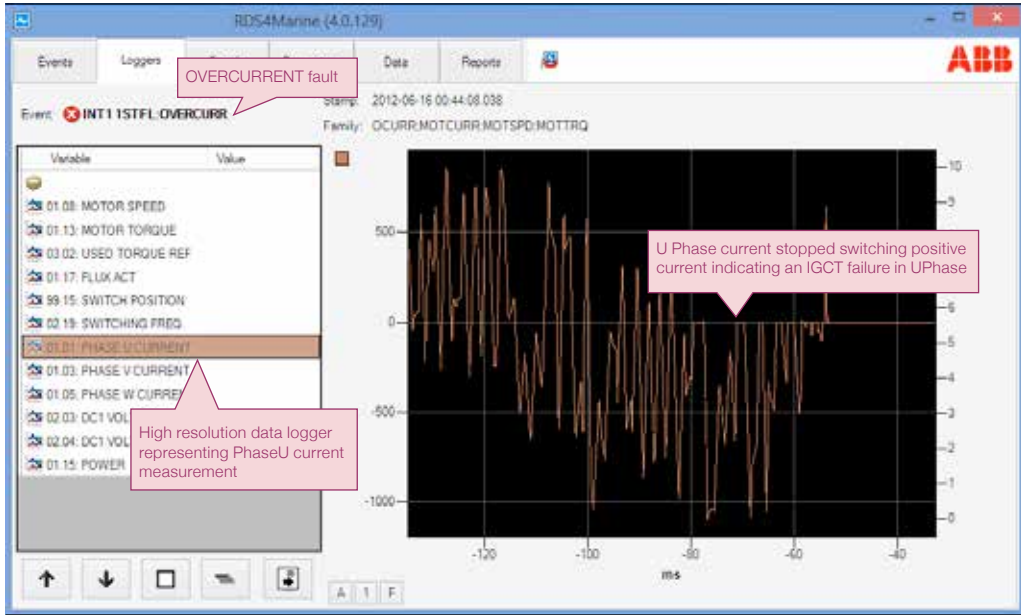 RDS4Marine (4.0.129)
Events Loggers Data Reports
ABB
OVERCURRENT fault
Event: INT1 1STFL:OVERCURR
Stamp: 2012-06-16 00:44:08.038
Family: OCURR:MOTCURR:MOTSPD:MOTTRQ
Variable Value
01.08: MOTOR SPEED
01.13: MOTOR TORQUE
03.02: USED TORQUE REF
01.17: FLUX ACT
99.15: SWITCH POSITION
02.19: SWITCHING FREQ
01.01: PHASE U CURRENT
01.03: PHASE V CURRENT
01.05: PHASE W CURRE
02.03: DC1 VOL
02.04: DC1 VOL
01.15: POWER
High resolution data logger
representing PhaseU current
measurement
U Phase current stopped switching positive
current indicating an IGCT failure in UPhase
500
0
-500
-1000
10
9
6
5
4
3
2
1
0
-120 -100 -80 -60 -40
ms
A 1 F